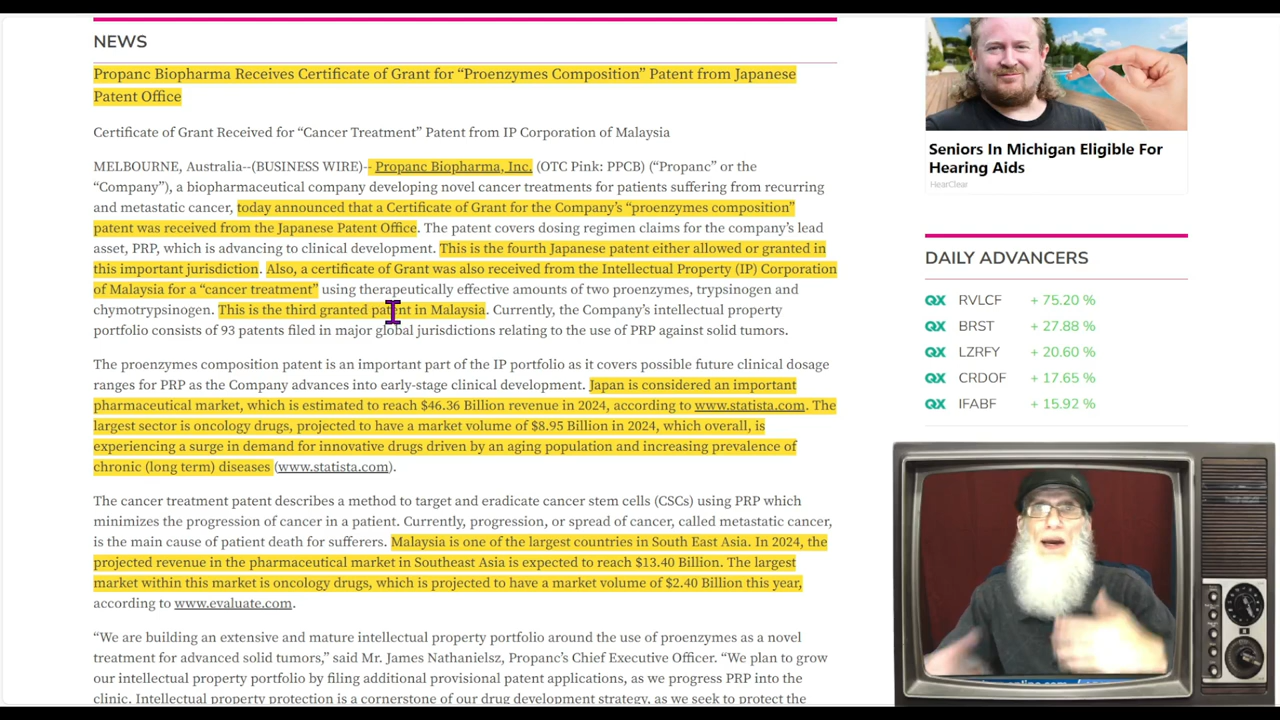 NEWS
Propanc Biopharma Receives Certificate of Grant for “Proenzymes Composition” Patent from Japanese
Patent Office
Certificate of Grant Received for “Cancer Treatment” Patent from IP Corporation of Malaysia
MELBOURNE, Australia--(BUSINESS WIRE)-- Propanc Biopharma, Inc. (OTC Pink: PPCB) (“Propanc” or the
“Company”), a biopharmaceutical company developing novel cancer treatments for patients suffering from recurring
and metastatic cancer, today announced that a Certificate of Grant for the Company’s “proenzymes composition”
patent was received from the Japanese Patent Office. The patent covers dosing regimen claims for the company’s lead
asset, PRP, which is advancing to clinical development. This is the fourth Japanese patent either allowed or granted in
this important jurisdiction. Also, a certificate of Grant was also received from the Intellectual Property (IP) Corporation
of Malaysia for a “cancer treatment” using therapeutically effective amounts of two proenzymes, trypsinogen and
chymotrypsinogen. This is the third granted patent in Malaysia. Currently, the Company’s intellectual property
portfolio consists of 93 patents filed in major global jurisdictions relating to the use of PRP against solid tumors.
The proenzymes composition patent is an important part of the IP portfolio as it covers possible future clinical dosage
ranges for PRP as the Company advances into early-stage clinical development. Japan is considered an important
pharmaceutical market, which is estimated to reach $46.36 Billion revenue in 2024, according to www.statista.com. The
largest sector is oncology drugs, projected to have a market volume of $8.95 Billion in 2024, which overall, is
experiencing a surge in demand for innovative drugs driven by an aging population and increasing prevalence of
chronic (long term) diseases (www.statista.com).
The cancer treatment patent describes a method to target and eradicate cancer stem cells (CSCs) using PRP which
minimizes the progression of cancer in a patient. Currently, progression, or spread of cancer, called metastatic cancer,
is the main cause of patient death for sufferers. Malaysia is one of the largest countries in South East Asia. In 2024, the
projected revenue in the pharmaceutical market in Southeast Asia is expected to reach $13.40 Billion. The largest
market within this market is oncology drugs, which is projected to have a market volume of $2.40 Billion this year,
according to www.evaluate.com.
“We are building an extensive and mature intellectual property portfolio around the use of proenzymes as a novel
treatment for advanced solid tumors,” said Mr. James Nathanielsz, Propanc’s Chief Executive Officer. “We plan to grow
our intellectual property portfolio by filing additional provisional patent applications, as we progress PRP into the
clinic. Intellectual property protection is a cornerstone of our drug development strategy, as we seek to protect the
Seniors In Michigan Eligible For
Hearing Aids
HearClear
DAILY ADVANCERS
QX RVLCF + 75.20 %
QX BRST + 27.88 %
QX LZRFY + 20.60 %
QX CRDOF + 17.65 %
QX IFABF + 15.92 %